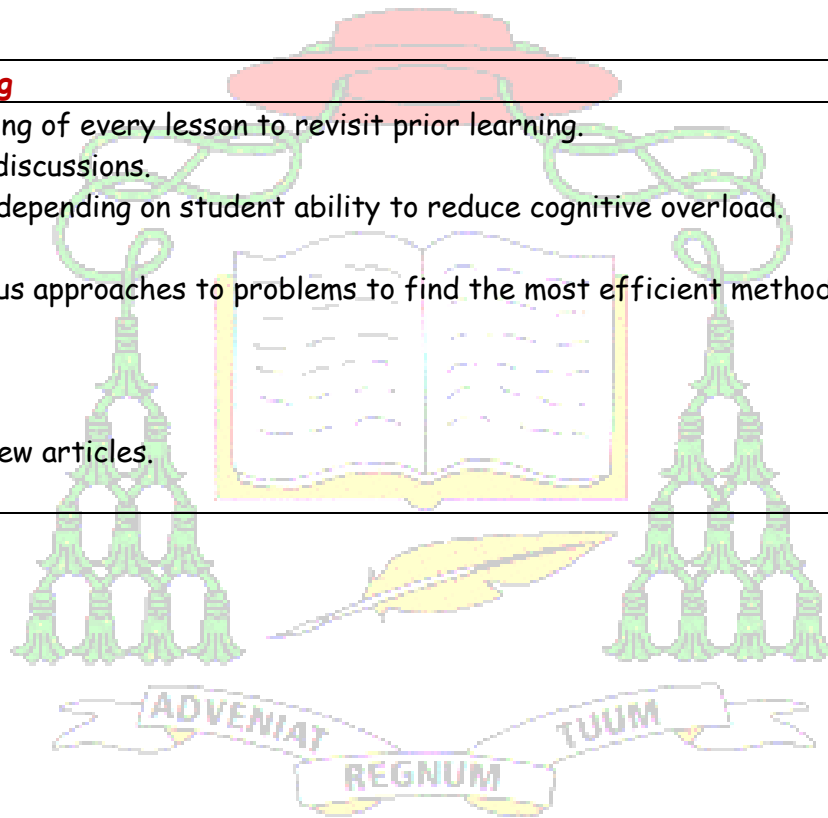 g
ng of every lesson to revisit prior learning.
discussions.
depending on student ability to reduce cognitive overload.
us approaches to problems to find the most efficient method
ew articles.
ADVENIAT
TUUM
REGNUM